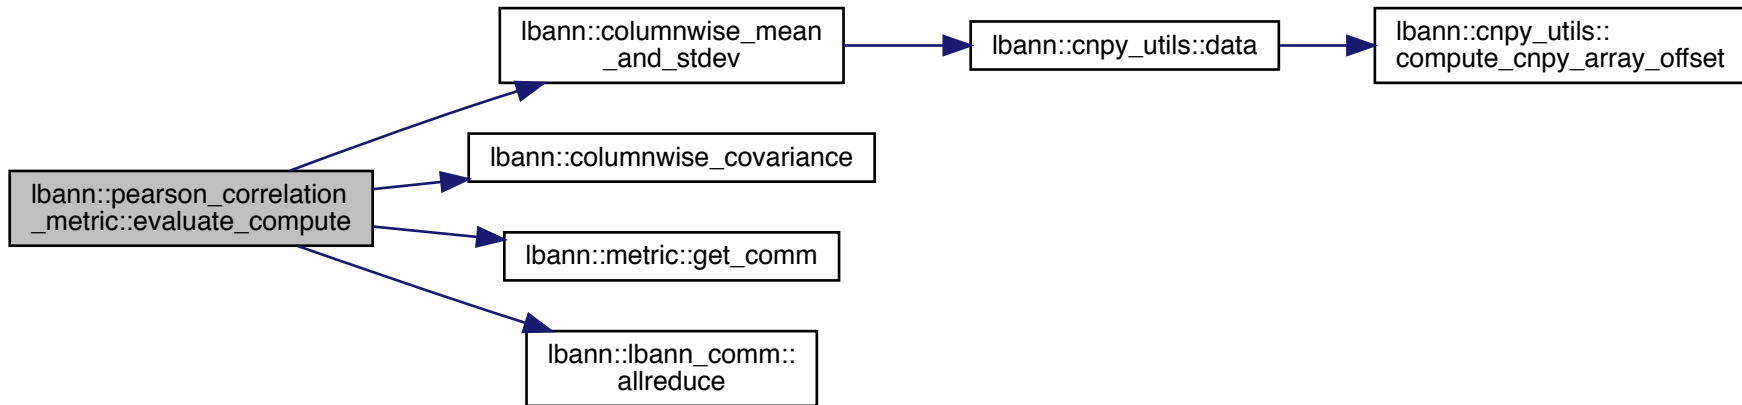 lbann::pearson_correlation
_metric::evaluate_compute
lbann::columnwise_mean
_and_stdev
lbann::cnpy_utils::data
lbann::cnpy_utils::
compute_cnpy_array_offset
lbann::columnwise_covariance
lbann::metric::get_comm
lbann::lbann_comm::
allreduce